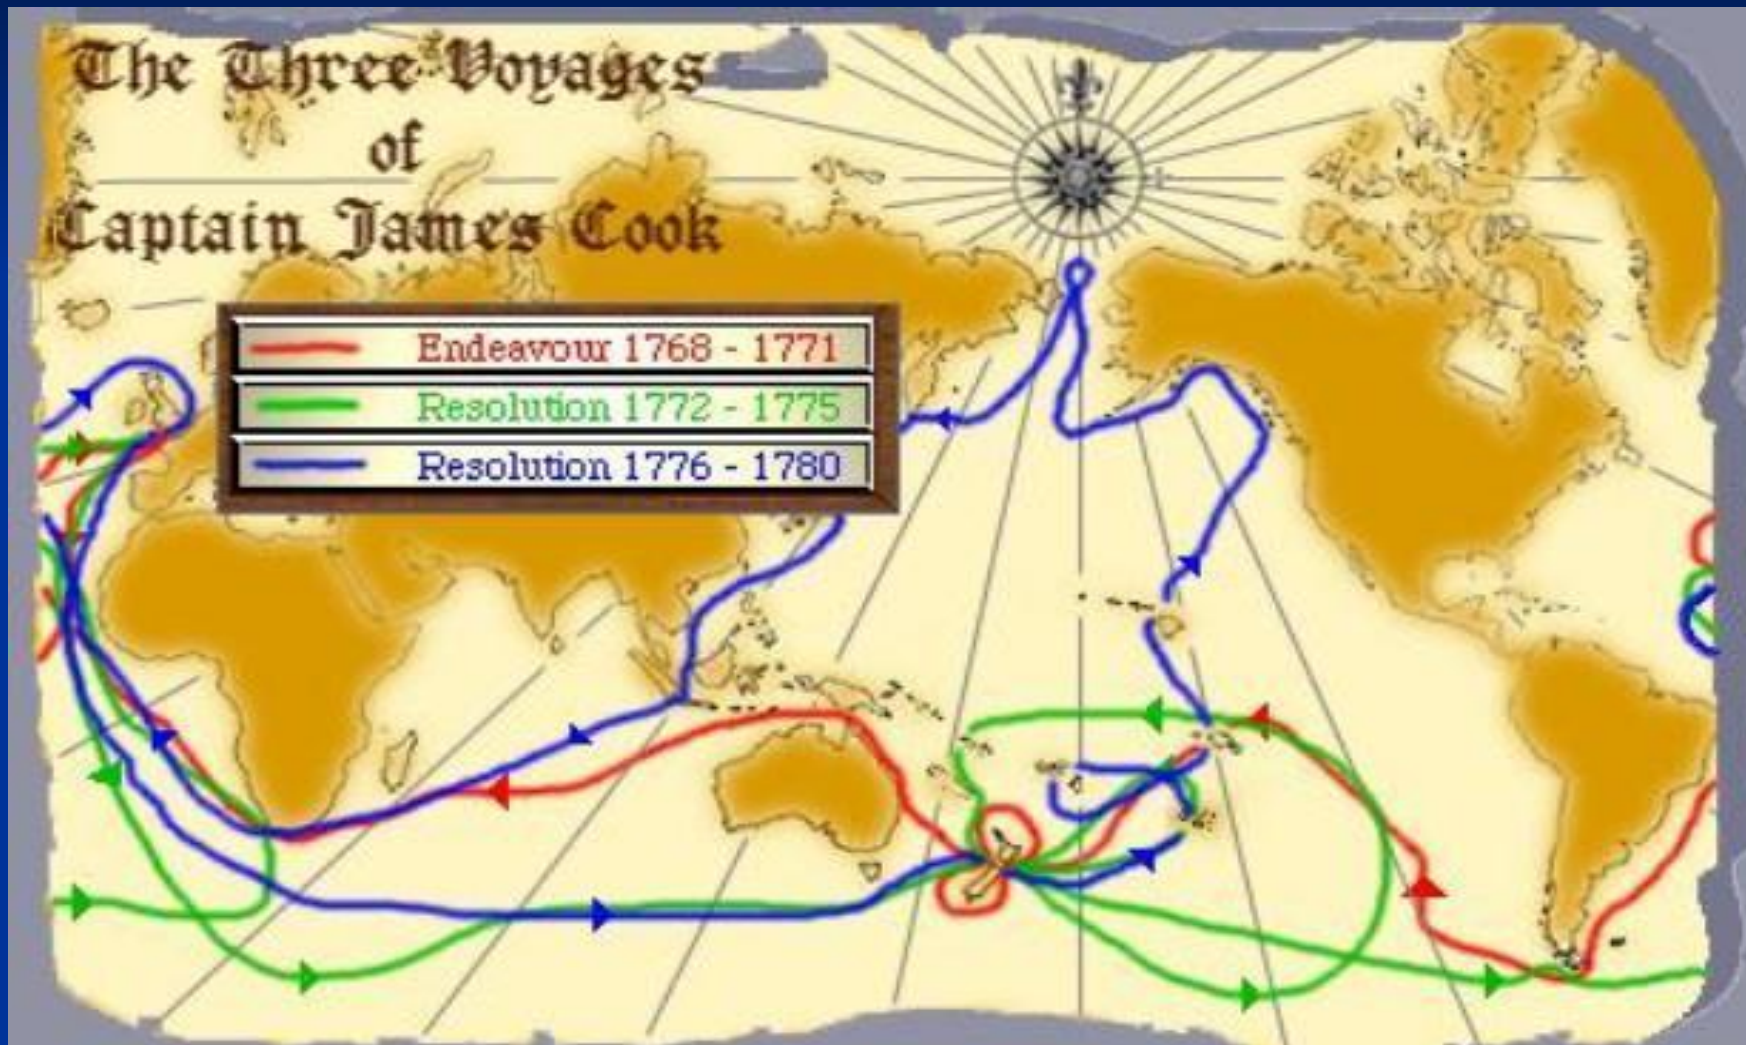 The Three Voyages
of
Captain James Cook
Endeavour 1768 - 1771
Resolution 1772 - 1775
Resolution 1776 - 1780